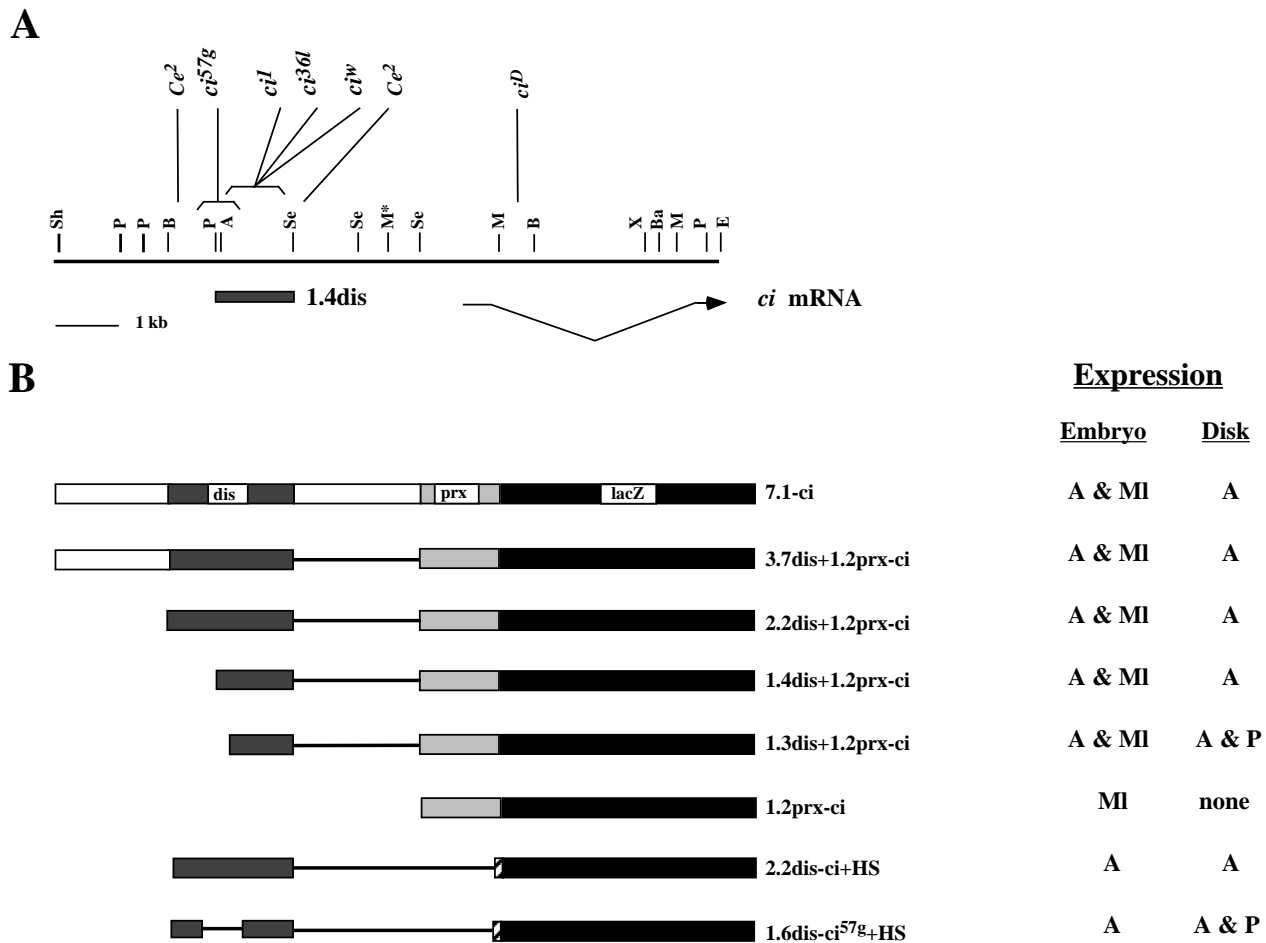 A
Ce2 ci57g ci1 ci36l ciw Ce2 ciD
Sh P P B P A Se Se M* Se M B X Ba M P E
1.4dis
ci mRNA
1 kb
B
Expression
Embryo Disk
dis prx lacZ 7.1-ci A & Ml A
3.7dis+1.2prx-ci A & Ml A
2.2dis+1.2prx-ci A & Ml A
1.4dis+1.2prx-ci A & Ml A
1.3dis+1.2prx-ci A & Ml A & P
1.2prx-ci Ml none
2.2dis-ci+HS A A
1.6dis-ci57g+HS A A & P